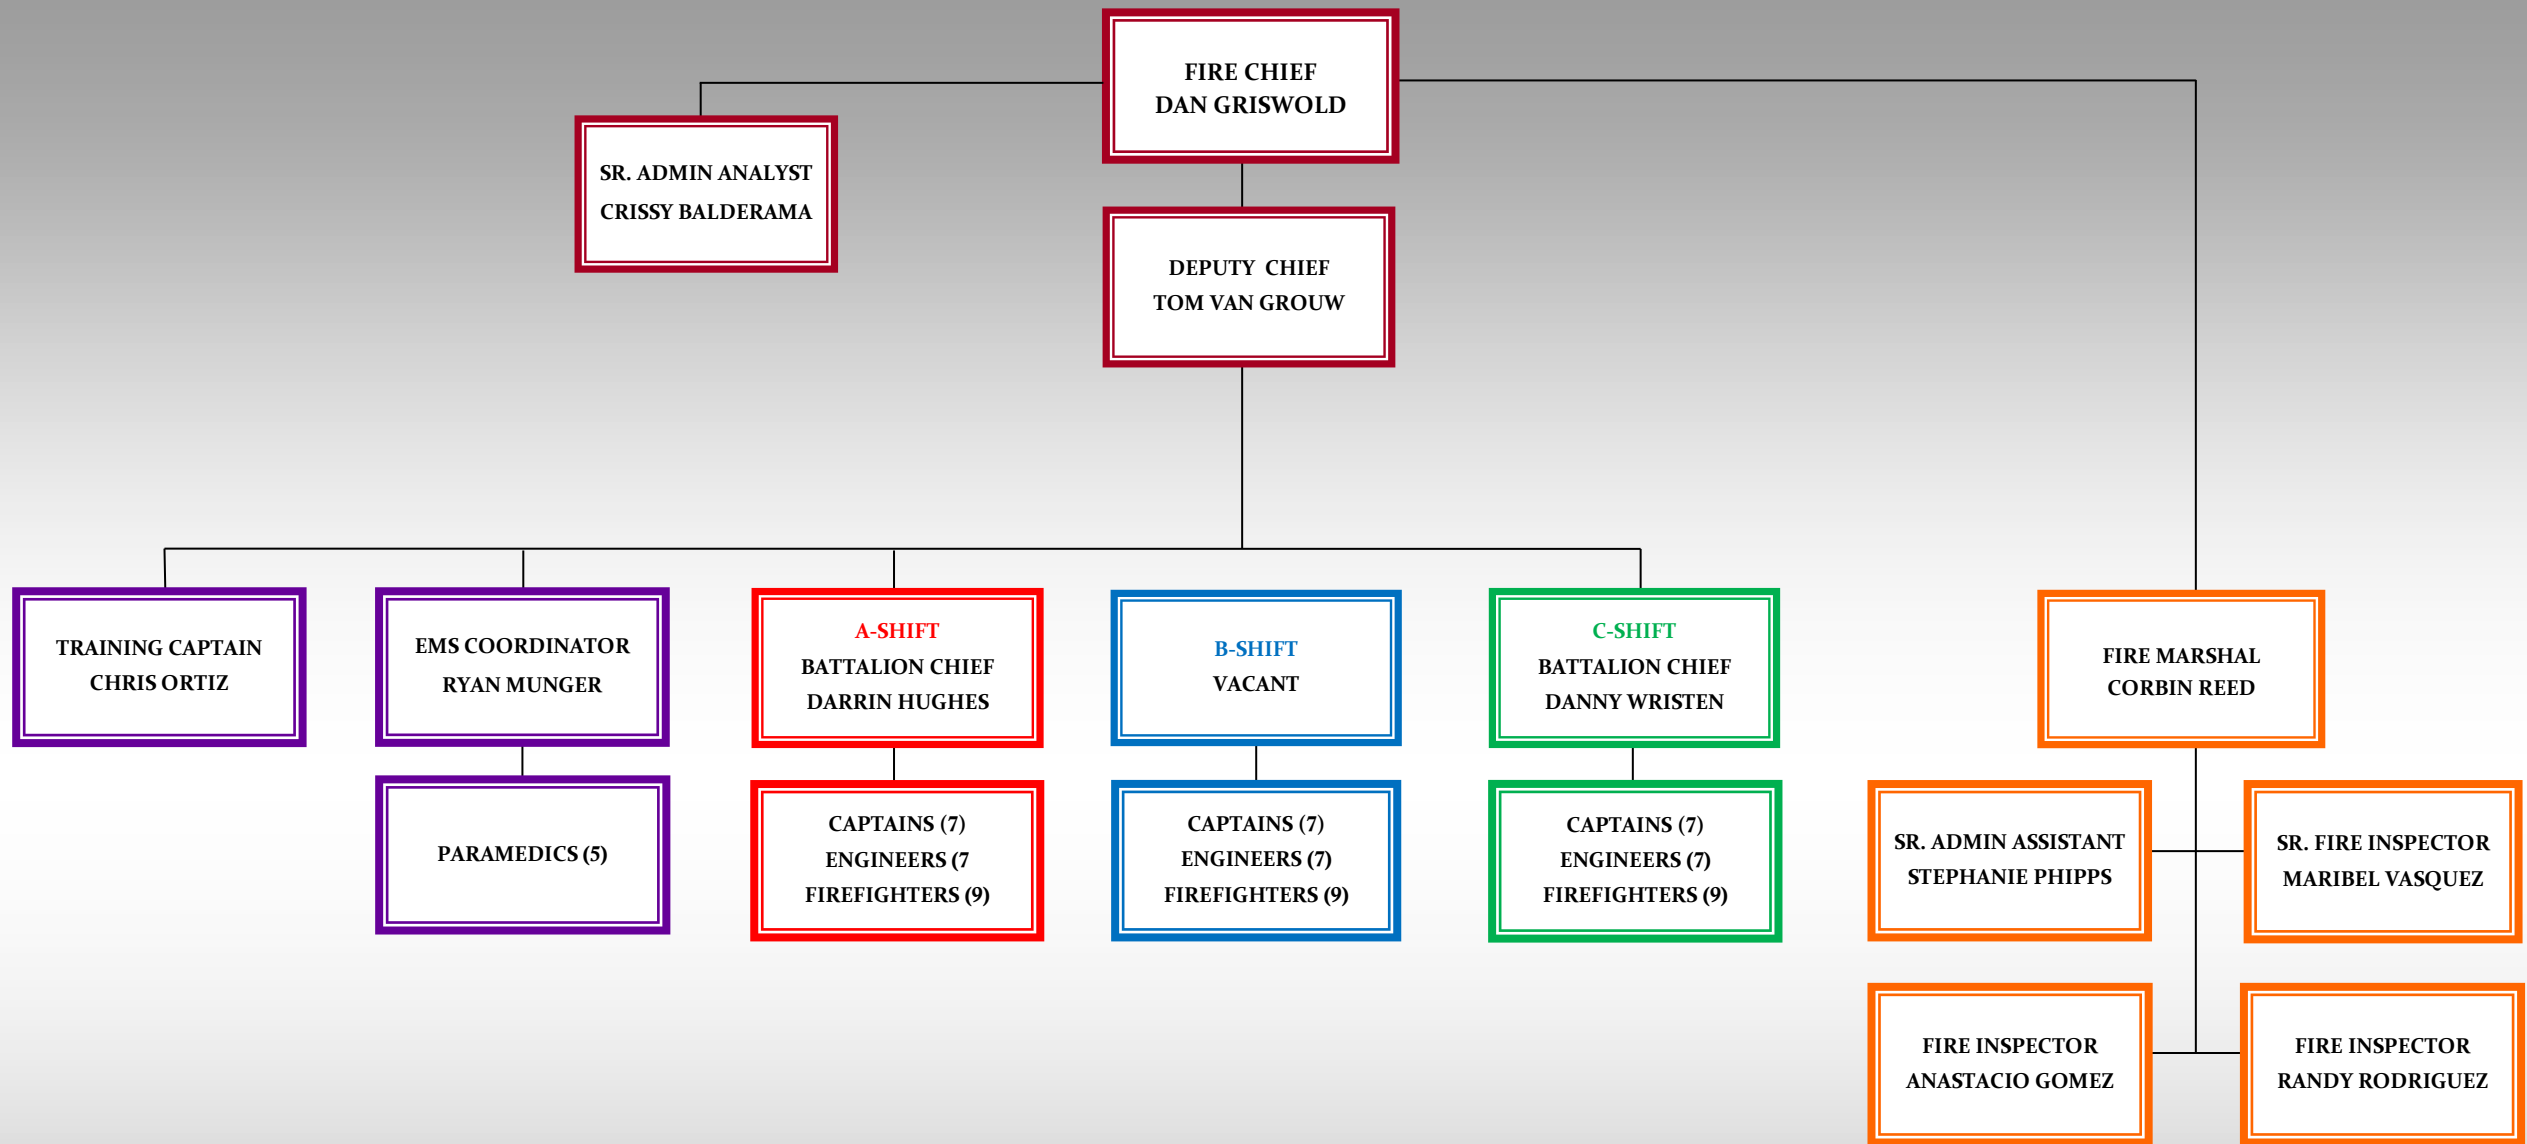 FIRE CHIEF
DAN GRISWOLD
SR. ADMIN ANALYST
CRISSY BALDERAMA
DEPUTY CHIEF
TOM VAN GROUW
TRAINING CAPTAIN
CHRIS ORTIZ
EMS COORDINATOR
RYAN MUNGER
A-SHIFT
BATTALION CHIEF
DARRIN HUGHES
B-SHIFT
VACANT
C-SHIFT
BATTALION CHIEF
DANNY WRISTEN
FIRE MARSHAL
CORBIN REED
PARAMEDICS (5)
CAPTAINS (7)
ENGINEERS (7
FIREFIGHTERS (9)
CAPTAINS (7)
ENGINEERS (7)
FIREFIGHTERS (9)
CAPTAINS (7)
ENGINEERS (7)
FIREFIGHTERS (9)
SR. ADMIN ASSISTANT
STEPHANIE PHIPPS
SR. FIRE INSPECTOR
MARIBEL VASQUEZ
FIRE INSPECTOR
ANASTACIO GOMEZ
FIRE INSPECTOR
RANDY RODRIGUEZ